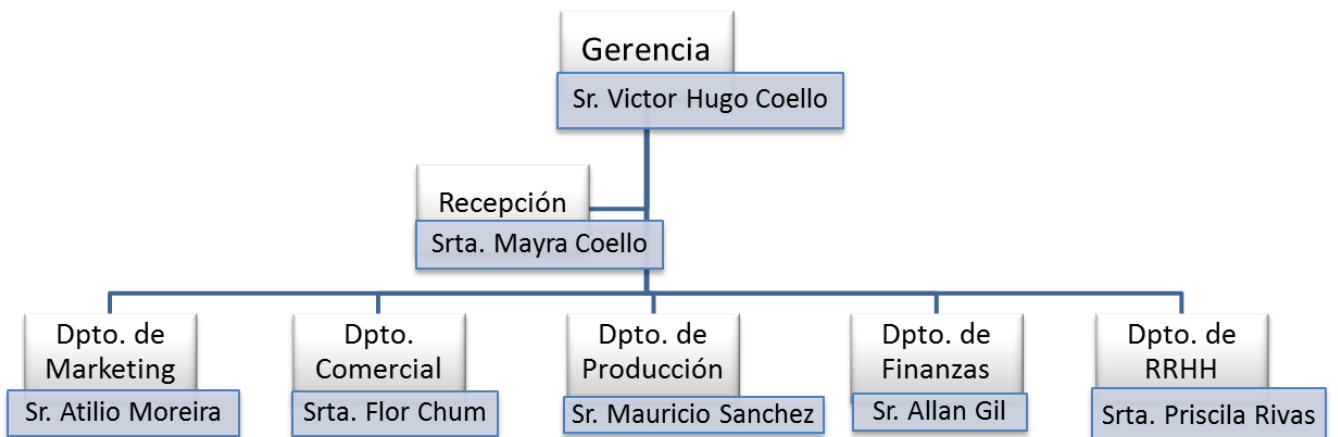 Gerencia
Sr. Victor Hugo Coello
Recepción
Srta. Mayra Coello
Dpto. de
Marketing
Sr. Atilio Moreira
Dpto.
Comercial
Srta. Flor Chum
Dpto. de
Producción
Sr. Mauricio Sanchez
Dpto. de
Finanzas
Sr. Allan Gil
Dpto. de
RRHH
Srta. Priscila Rivas